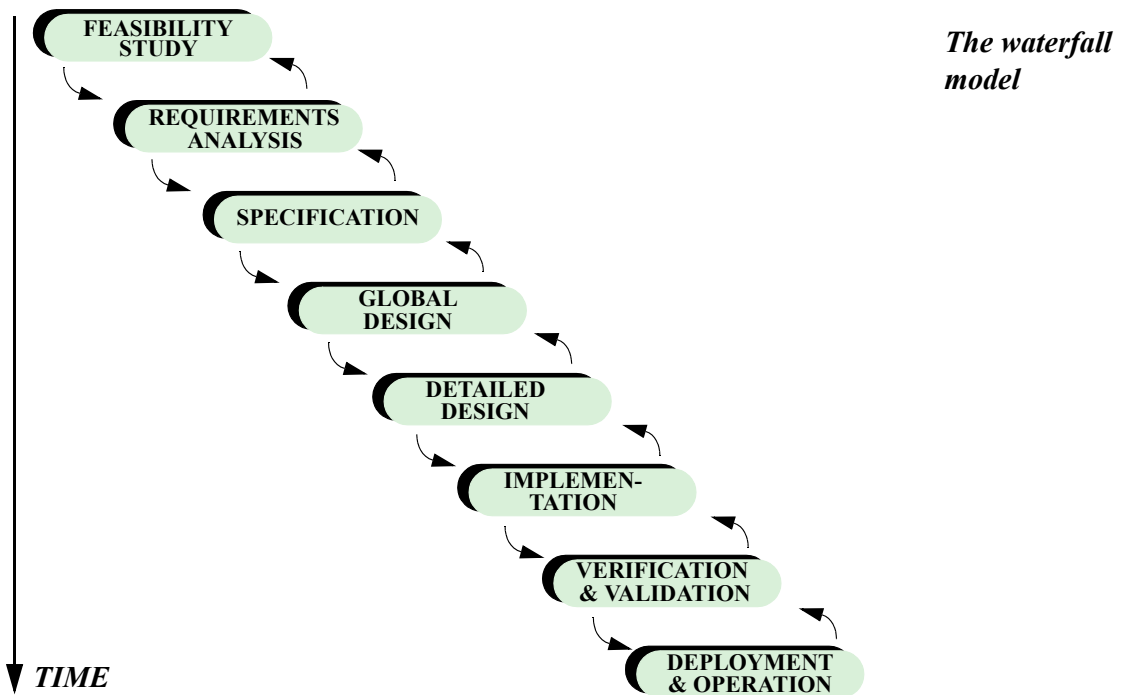 FEASIBILITY
STUDY
The waterfall
model
REQUIREMENTS
ANALYSIS
SPECIFICATION
GLOBAL
DESIGN
DETAILED
DESIGN
IMPLEMEN-
TATION
VERIFICATION
& VALIDATION
DEPLOYMENT
& OPERATION
TIME